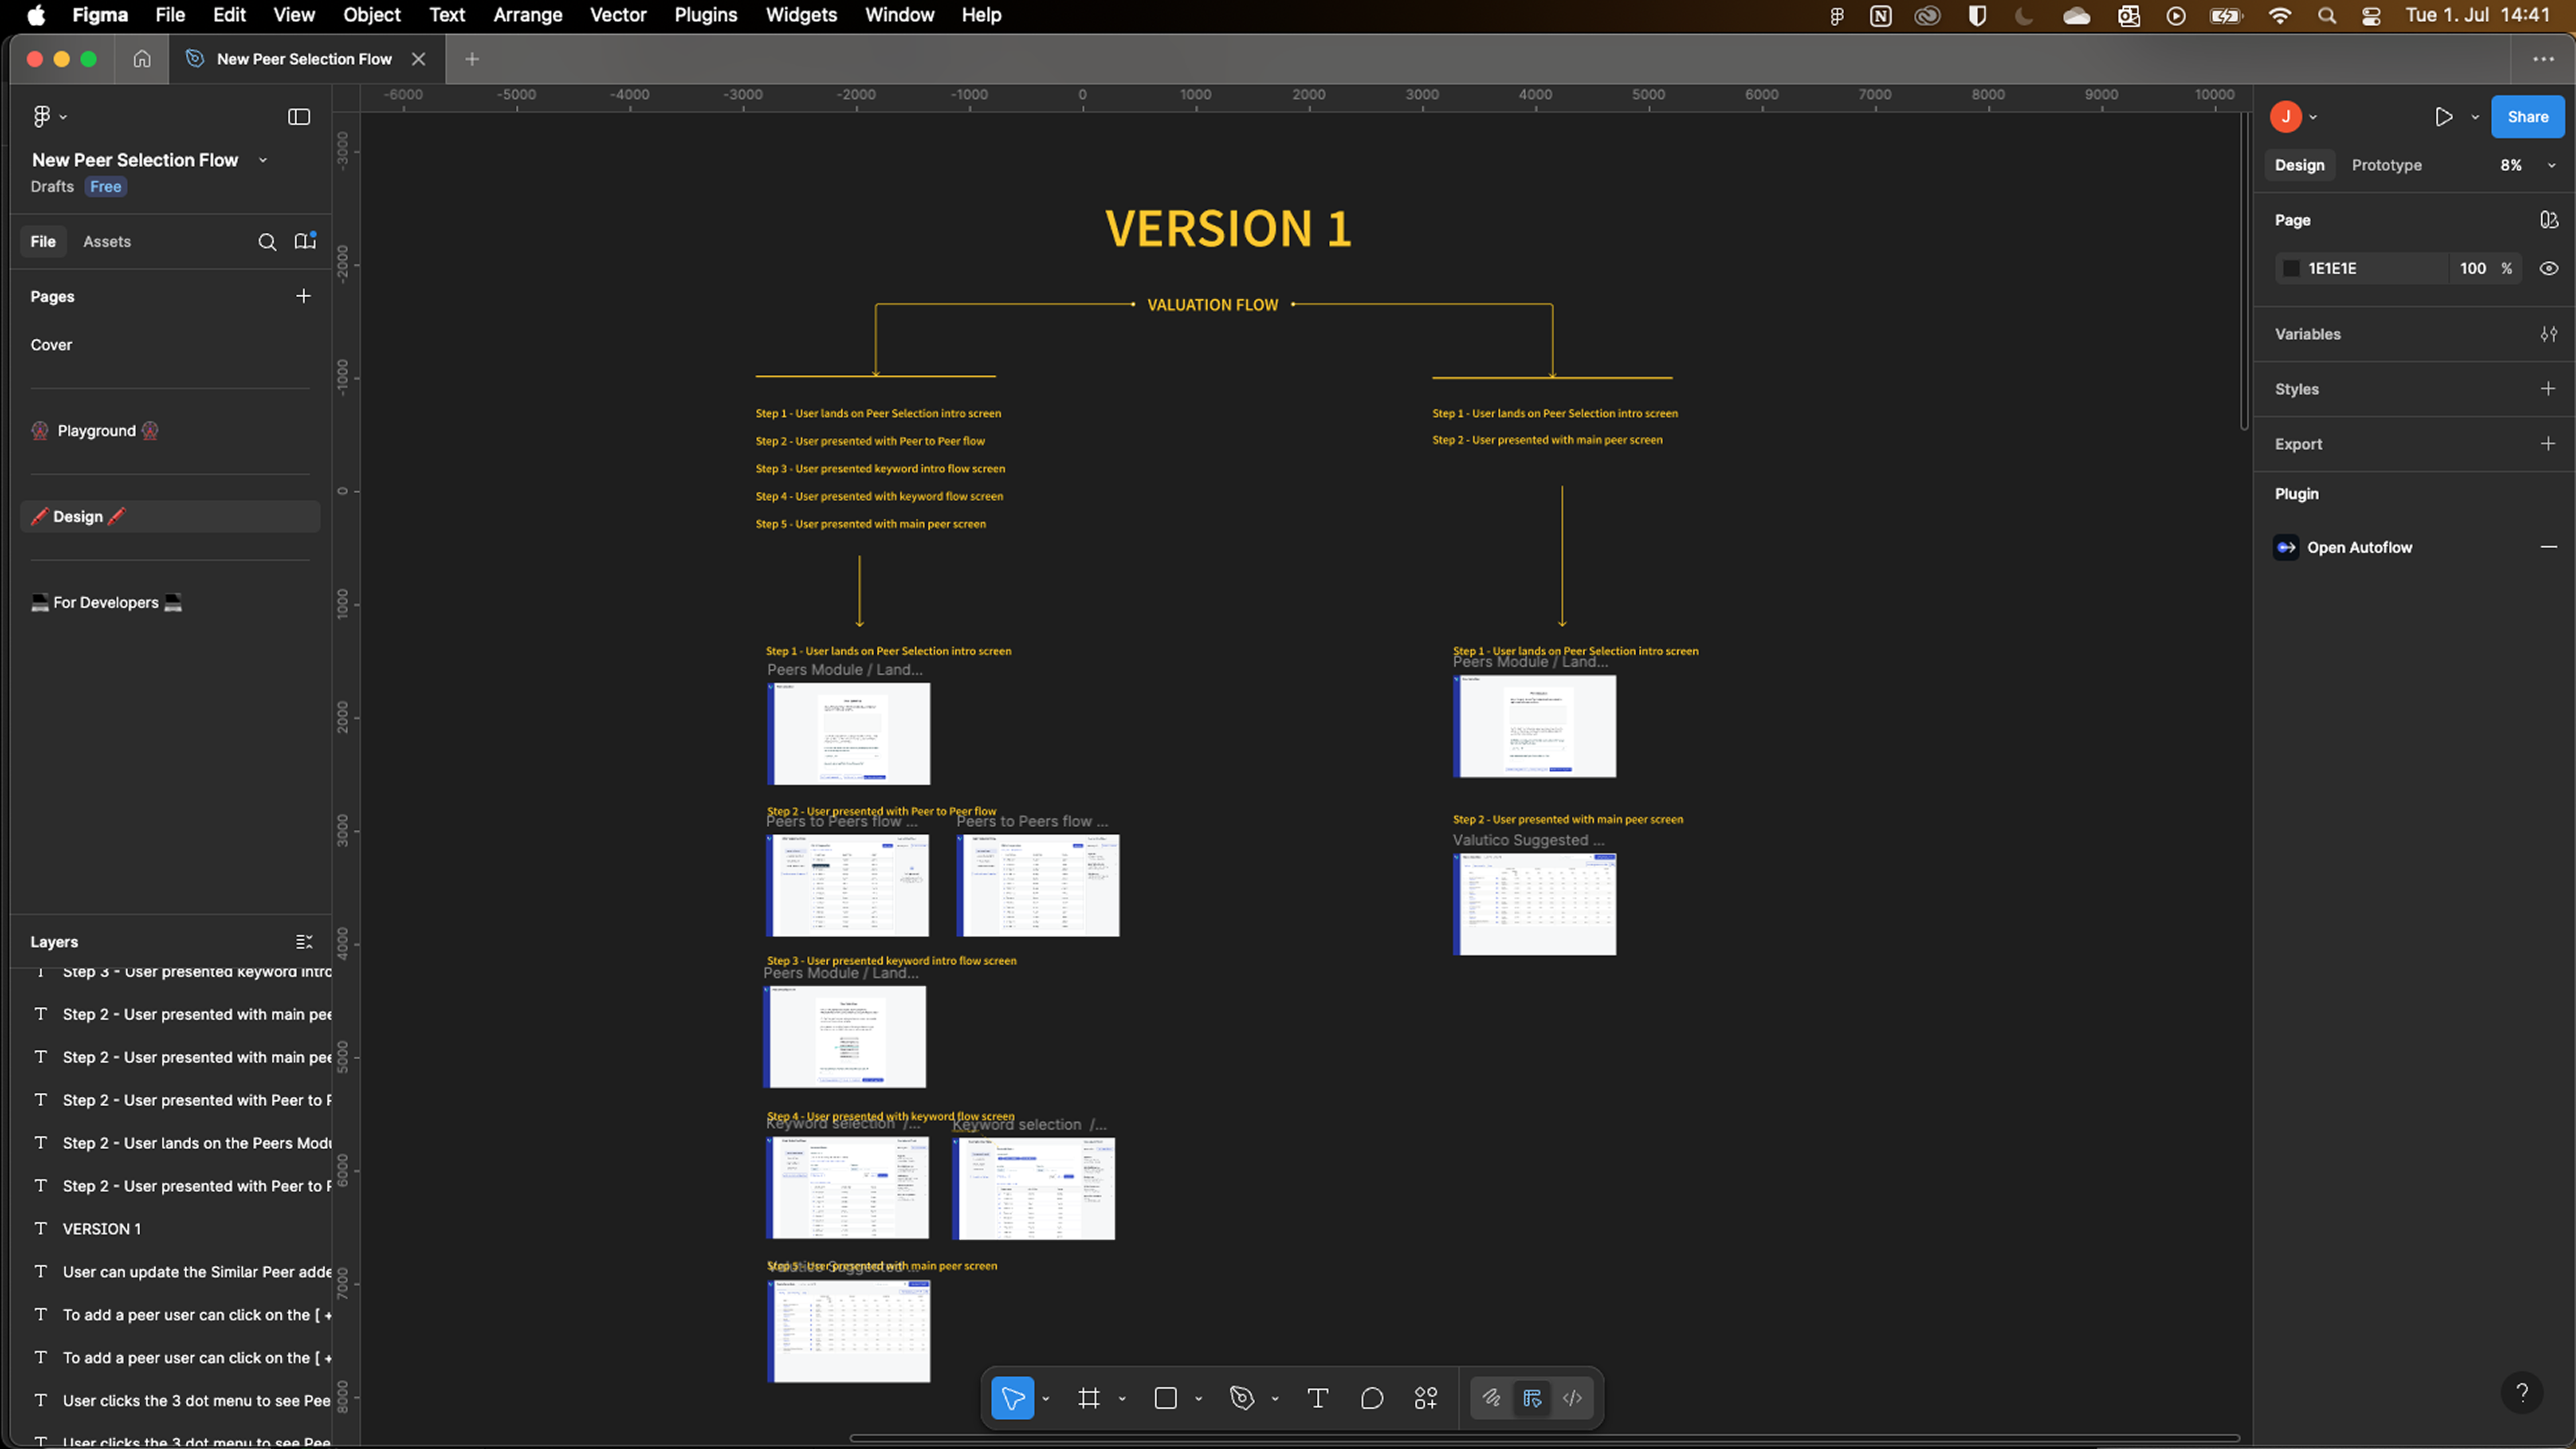 Figma File Edit View Object Text Arrange Vector Plugins Widgets Window Help Tue 1. Jul 14:41
New Peer Selection Flow
-6000 -5000 -4000 -3000 -2000 -1000 0 1000 2000 3000 4000 5000 6000 7000 8000 9000 10000
-3000
-2000
-1000
0
1000
2000
3000
4000
5000
6000
7000
8000
New Peer Selection Flow
Drafts Free
File Assets
Pages
Cover
Playground
Design
For Developers
Layers
Step 3 - User presented keyword intro
Step 2 - User presented with main pee
Step 2 - User presented with main pee
Step 2 - User presented with Peer to P
Step 2 - User lands on the Peers Modu
Step 2 - User presented with Peer to P
VERSION 1
User can update the Similar Peer adde
To add a peer user can click on the [ +
To add a peer user can click on the [ +
User clicks the 3 dot menu to see Pee
User clicks the 3 dot menu to see Pee
VERSION 1
VALUATION FLOW
Step 1 - User lands on Peer Selection intro screen
Step 2 - User presented with Peer to Peer flow
Step 3 - User presented keyword intro flow screen
Step 4 - User presented with keyword flow screen
Step 5 - User presented with main peer screen
Step 1 - User lands on Peer Selection intro screen
Peers Module / Land...
Step 2 - User presented with Peer to Peer flow
Peers to Peers flow ... Peers to Peers flow ...
Step 3 - User presented keyword intro flow screen
Peers Module / Land...
Step 4 - User presented with keyword flow screen
Keyword selection /... Keyword selection /...
Step 5 - User presented with main peer screen
Valutico Suggested ...
Step 1 - User lands on Peer Selection intro screen
Step 2 - User presented with main peer screen
Step 1 - User lands on Peer Selection intro screen
Peers Module / Land...
Step 2 - User presented with main peer screen
Valutico Suggested ...
J Share
Design Prototype 8%
Page
1E1E1E 100 %
Variables
Styles
Export
Plugin
Open Autoflow
?